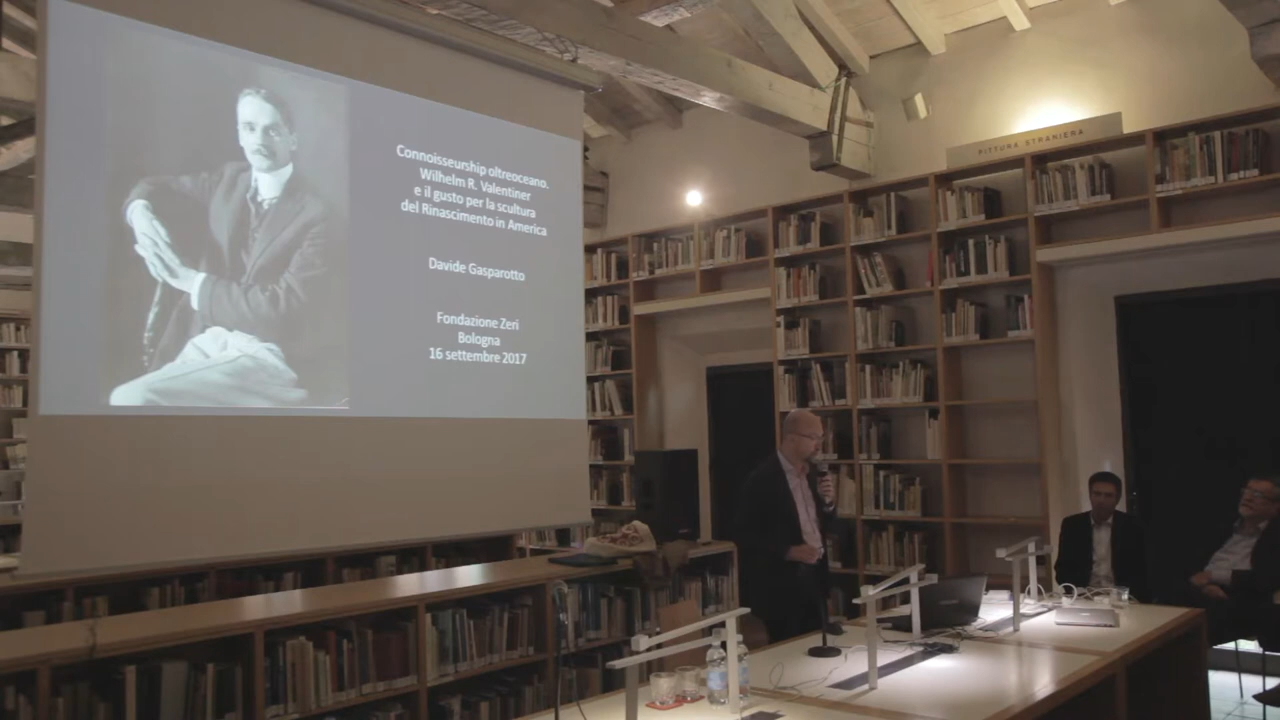 Connoisseurship oltreoceano.
Wilhelm R. Valentiner
e il gusto per la scultura
del Rinascimento in America
Davide Gasparotto
Fondazione Zeri
Bologna
16 settembre 2017
PITTURA STRANIERA